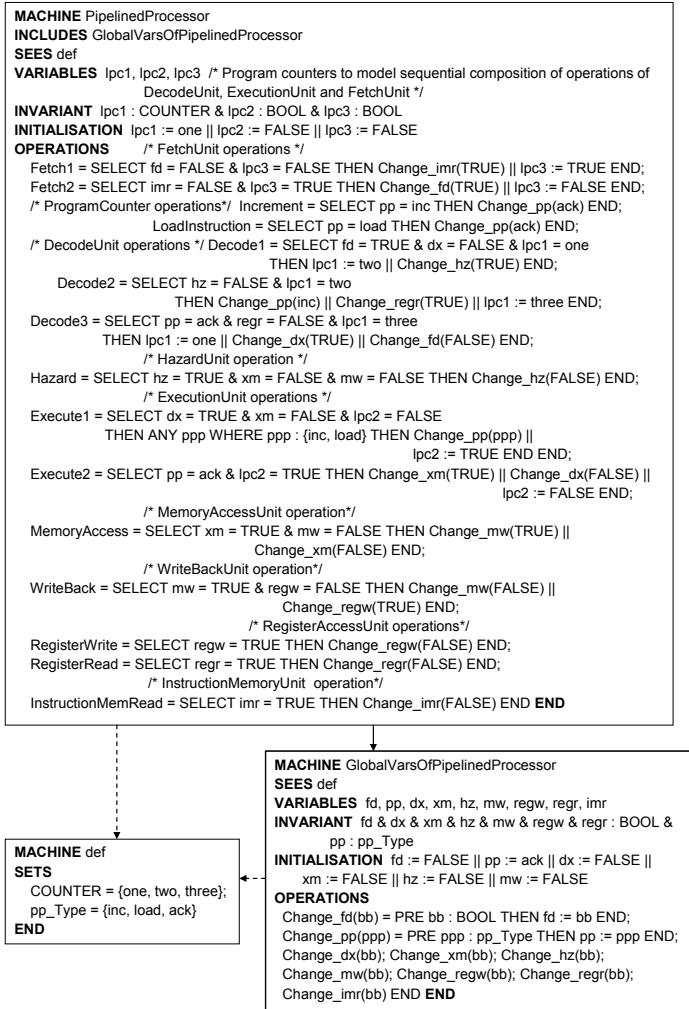 MACHINE PipelinedProcessor
INCLUDES GlobalVarsOfPipelinedProcessor
SEES def
VARIABLES lpc1, lpc2, lpc3 /* Program counters to model sequential composition of operations of
DecodeUnit, ExecutionUnit and FetchUnit */
INVARIANT lpc1 : COUNTER & lpc2 : BOOL & lpc3 : BOOL
INITIALISATION lpc1 := one || lpc2 := FALSE || lpc3 := FALSE
OPERATIONS /* FetchUnit operations */
Fetch1 = SELECT fd = FALSE & lpc3 = FALSE THEN Change_imr(TRUE) || lpc3 := TRUE END;
Fetch2 = SELECT imr = FALSE & lpc3 = TRUE THEN Change_fd(TRUE) || lpc3 := FALSE END;
/* ProgramCounter operations*/ Increment = SELECT pp = inc THEN Change_pp(ack) END;
LoadInstruction = SELECT pp = load THEN Change_pp(ack) END;
/* DecodeUnit operations */ Decode1 = SELECT fd = TRUE & dx = FALSE & lpc1 = one
THEN lpc1 := two || Change_hz(TRUE) END;
Decode2 = SELECT hz = FALSE & lpc1 = two
THEN Change_pp(inc) || Change_regr(TRUE) || lpc1 := three END;
Decode3 = SELECT pp = ack & regr = FALSE & lpc1 = three
THEN lpc1 := one || Change_dx(TRUE) || Change_fd(FALSE) END;
/* HazardUnit operation */
Hazard = SELECT hz = TRUE & xm = FALSE & mw = FALSE THEN Change_hz(FALSE) END;
/* ExecutionUnit operations */
Execute1 = SELECT dx = TRUE & xm = FALSE & lpc2 = FALSE
THEN ANY ppp WHERE ppp : {inc, load} THEN Change_pp(ppp) ||
lpc2 := TRUE END END;
Execute2 = SELECT pp = ack & lpc2 = TRUE THEN Change_xm(TRUE) || Change_dx(FALSE) ||
lpc2 := FALSE END;
/* MemoryAccessUnit operation*/
MemoryAccess = SELECT xm = TRUE & mw = FALSE THEN Change_mw(TRUE) ||
Change_xm(FALSE) END;
/* WriteBackUnit operation*/
WriteBack = SELECT mw = TRUE & regw = FALSE THEN Change_mw(FALSE) ||
Change_regw(TRUE) END;
/* RegisterAccessUnit operations*/
RegisterWrite = SELECT regw = TRUE THEN Change_regw(FALSE) END;
RegisterRead = SELECT regr = TRUE THEN Change_regr(FALSE) END;
/* InstructionMemoryUnit operation*/
InstructionMemRead = SELECT imr = TRUE THEN Change_imr(FALSE) END END
MACHINE GlobalVarsOfPipelinedProcessor
SEES def
VARIABLES fd, pp, dx, xm, hz, mw, regw, regr, imr
INVARIANT fd & dx & xm & hz & mw & regw & regr : BOOL &
pp : pp_Type
INITIALISATION fd := FALSE || pp := ack || dx := FALSE ||
xm := FALSE || hz := FALSE || mw := FALSE
OPERATIONS
Change_fd(bb) = PRE bb : BOOL THEN fd := bb END;
Change_pp(ppp) = PRE ppp : pp_Type THEN pp := ppp END;
Change_dx(bb); Change_xm(bb); Change_hz(bb);
Change_mw(bb); Change_regw(bb); Change_regr(bb);
Change_imr(bb) END END
MACHINE def
SETS
COUNTER = {one, two, three};
pp_Type = {inc, load, ack}
END